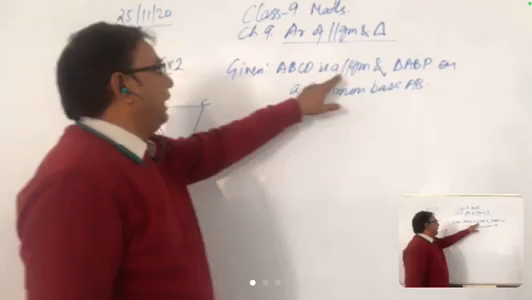 25/11/20
Class-9 Maths.
Ch 9. Ar of ||gm & Δ
×2
Given: ABCD is a ||gm & ΔABP on
base AB.